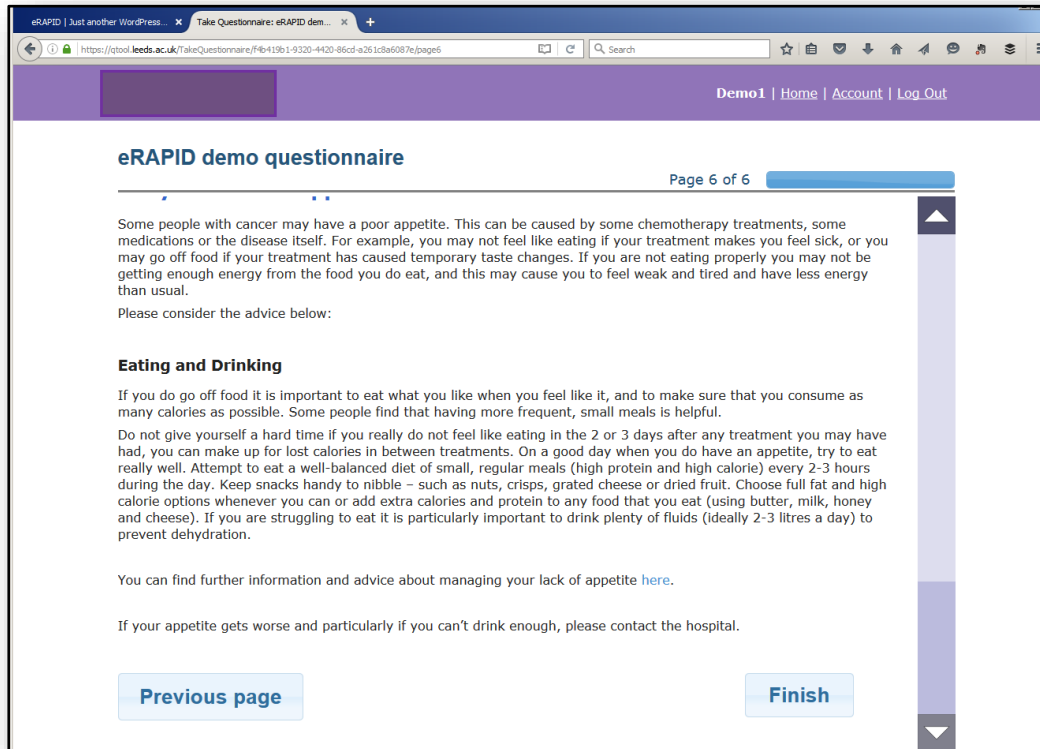 eRAPID | Just another WordPress... × Take Questionnaire: eRAPID dem... × +
https://qtool.leeds.ac.uk/TakeQuestionnaire/f4b419b1-9320-4420-86cd-a261c8a6087e/page6 Search
Demo1 | Home | Account | Log Out
eRAPID demo questionnaire
Page 6 of 6
Some people with cancer may have a poor appetite. This can be caused by some chemotherapy treatments, some
medications or the disease itself. For example, you may not feel like eating if your treatment makes you feel sick, or you
may go off food if your treatment has caused temporary taste changes. If you are not eating properly you may not be
getting enough energy from the food you do eat, and this may cause you to feel weak and tired and have less energy
than usual.
Please consider the advice below:
Eating and Drinking
If you do go off food it is important to eat what you like when you feel like it, and to make sure that you consume as
many calories as possible. Some people find that having more frequent, small meals is helpful.
Do not give yourself a hard time if you really do not feel like eating in the 2 or 3 days after any treatment you may have
had, you can make up for lost calories in between treatments. On a good day when you do have an appetite, try to eat
really well. Attempt to eat a well-balanced diet of small, regular meals (high protein and high calorie) every 2-3 hours
during the day. Keep snacks handy to nibble – such as nuts, crisps, grated cheese or dried fruit. Choose full fat and high
calorie options whenever you can or add extra calories and protein to any food that you eat (using butter, milk, honey
and cheese). If you are struggling to eat it is particularly important to drink plenty of fluids (ideally 2-3 litres a day) to
prevent dehydration.
You can find further information and advice about managing your lack of appetite here.
If your appetite gets worse and particularly if you can't drink enough, please contact the hospital.
Previous page Finish